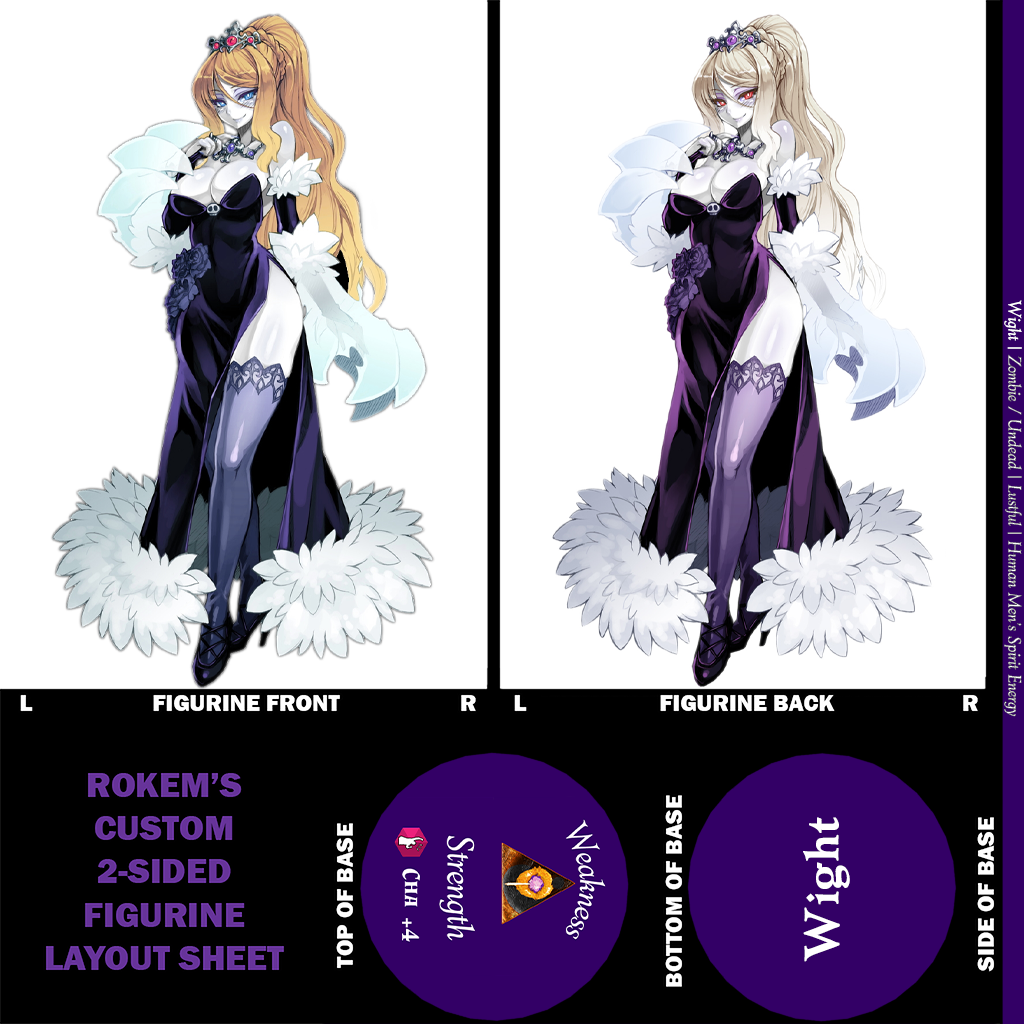 L FIGURINE FRONT R
L FIGURINE BACK R
Wight | Zombie / Undead | Lustful | Human Men's Spirit Energy
ROKEM'S
CUSTOM
2-SIDED
FIGURINE
LAYOUT SHEET
TOP OF BASE
Weakness
Strength
CHA +4
BOTTOM OF BASE
Wight
SIDE OF BASE